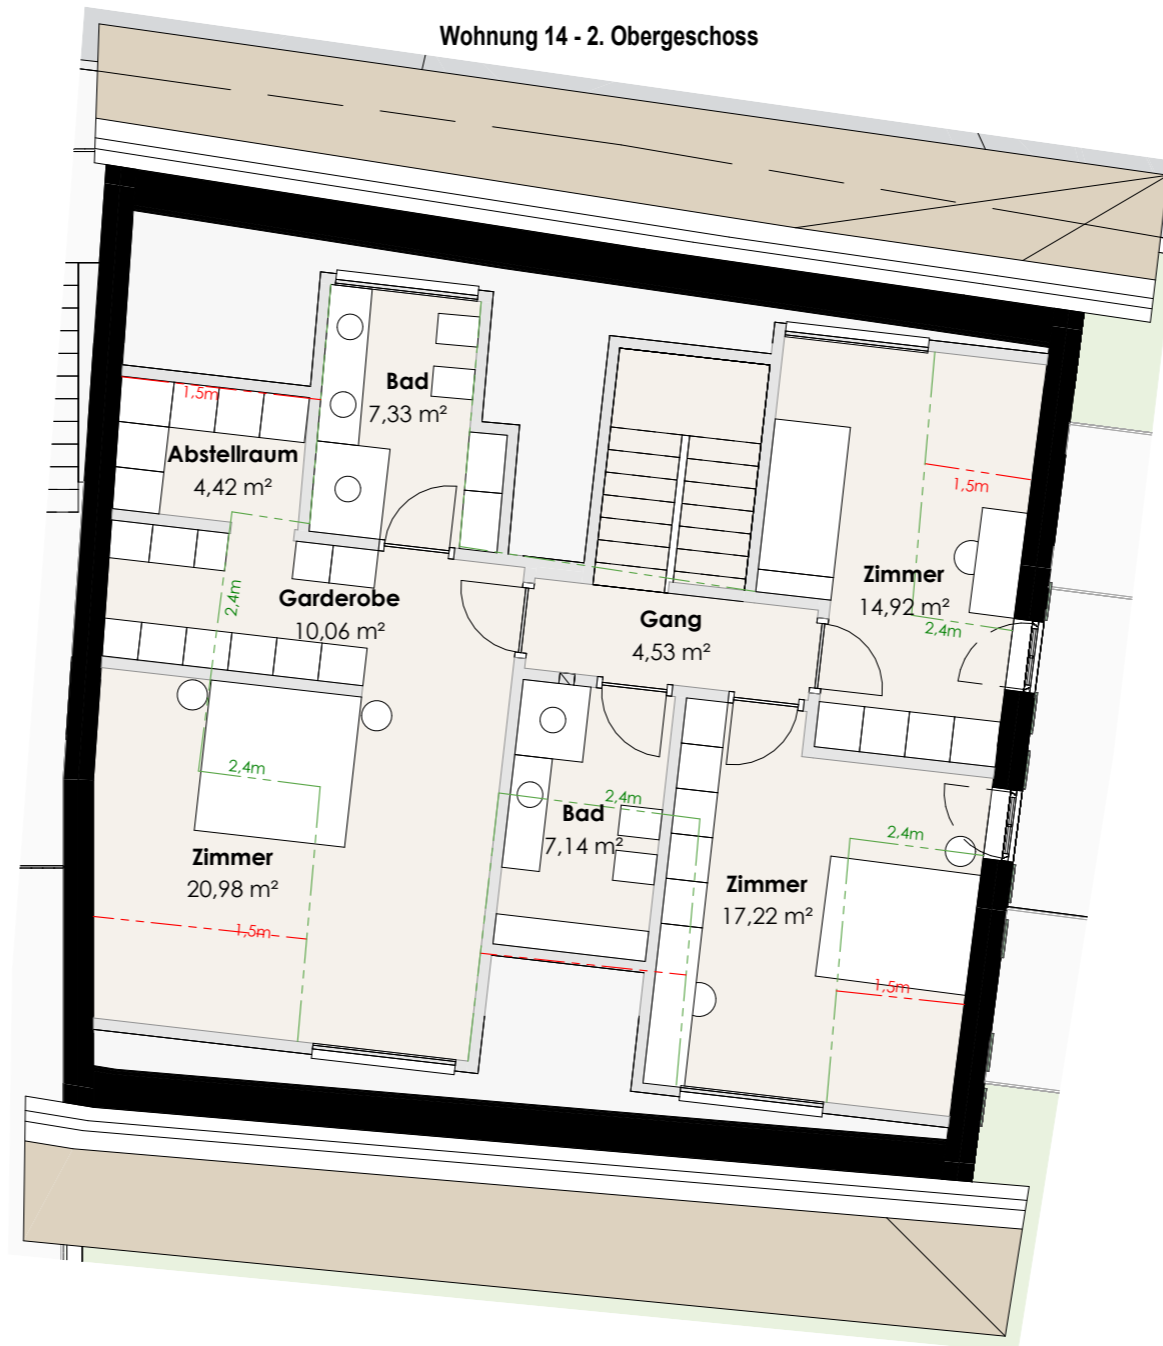 Wohnung 14 - 2. Obergeschoss
Bad
7,33 m²
1,5m
Abstellraum
4,42 m²
1,5m
Zimmer
14,92 m²
2,4m
2,4m
Garderobe
10,06 m²
Gang
4,53 m²
2,4m
2,4m
Bad
7,14 m²
2,4m
Zimmer
20,98 m²
Zimmer
17,22 m²
1,5m
1,5m